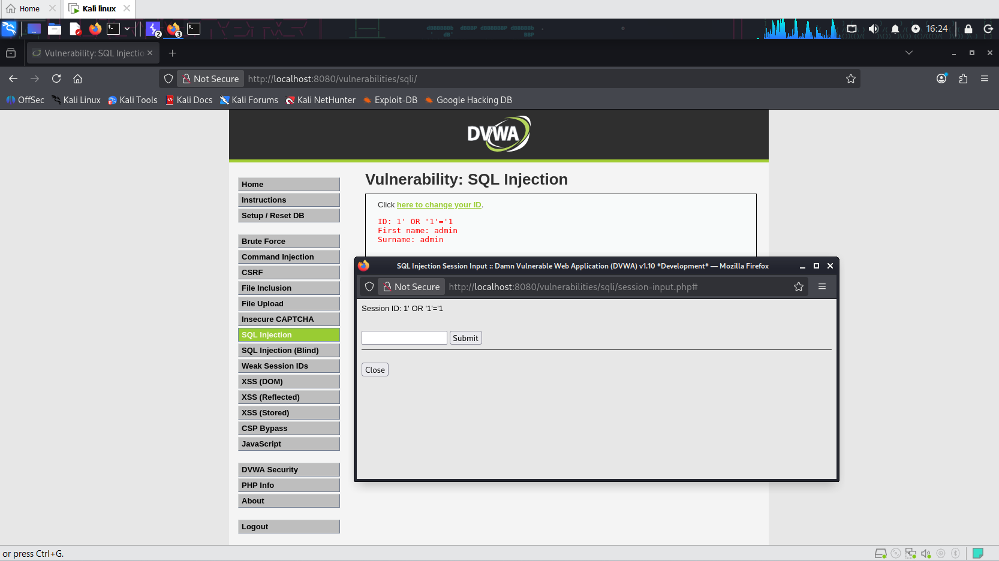 Home
Kali linux
2
3
16:24
Vulnerability: SQL Injectio
Not Secure
http://localhost:8080/vulnerabilities/sqli/
OffSec
Kali Linux
Kali Tools
Kali Docs
Kali Forums
Kali NetHunter
Exploit-DB
Google Hacking DB
DVWA
Home
Instructions
Setup / Reset DB
Brute Force
Command Injection
CSRF
File Inclusion
File Upload
Insecure CAPTCHA
SQL Injection
SQL Injection (Blind)
Weak Session IDs
XSS (DOM)
XSS (Reflected)
XSS (Stored)
CSP Bypass
JavaScript
DVWA Security
PHP Info
About
Logout
Vulnerability: SQL Injection
Click here to change your ID.
ID: 1' OR '1'='1
First name: admin
Surname: admin
SQL Injection Session Input :: Damn Vulnerable Web Application (DVWA) v1.10 *Development* — Mozilla Firefox
Not Secure
http://localhost:8080/vulnerabilities/sqli/session-input.php#
Session ID: 1' OR '1'='1
Submit
Close
or press Ctrl+G.